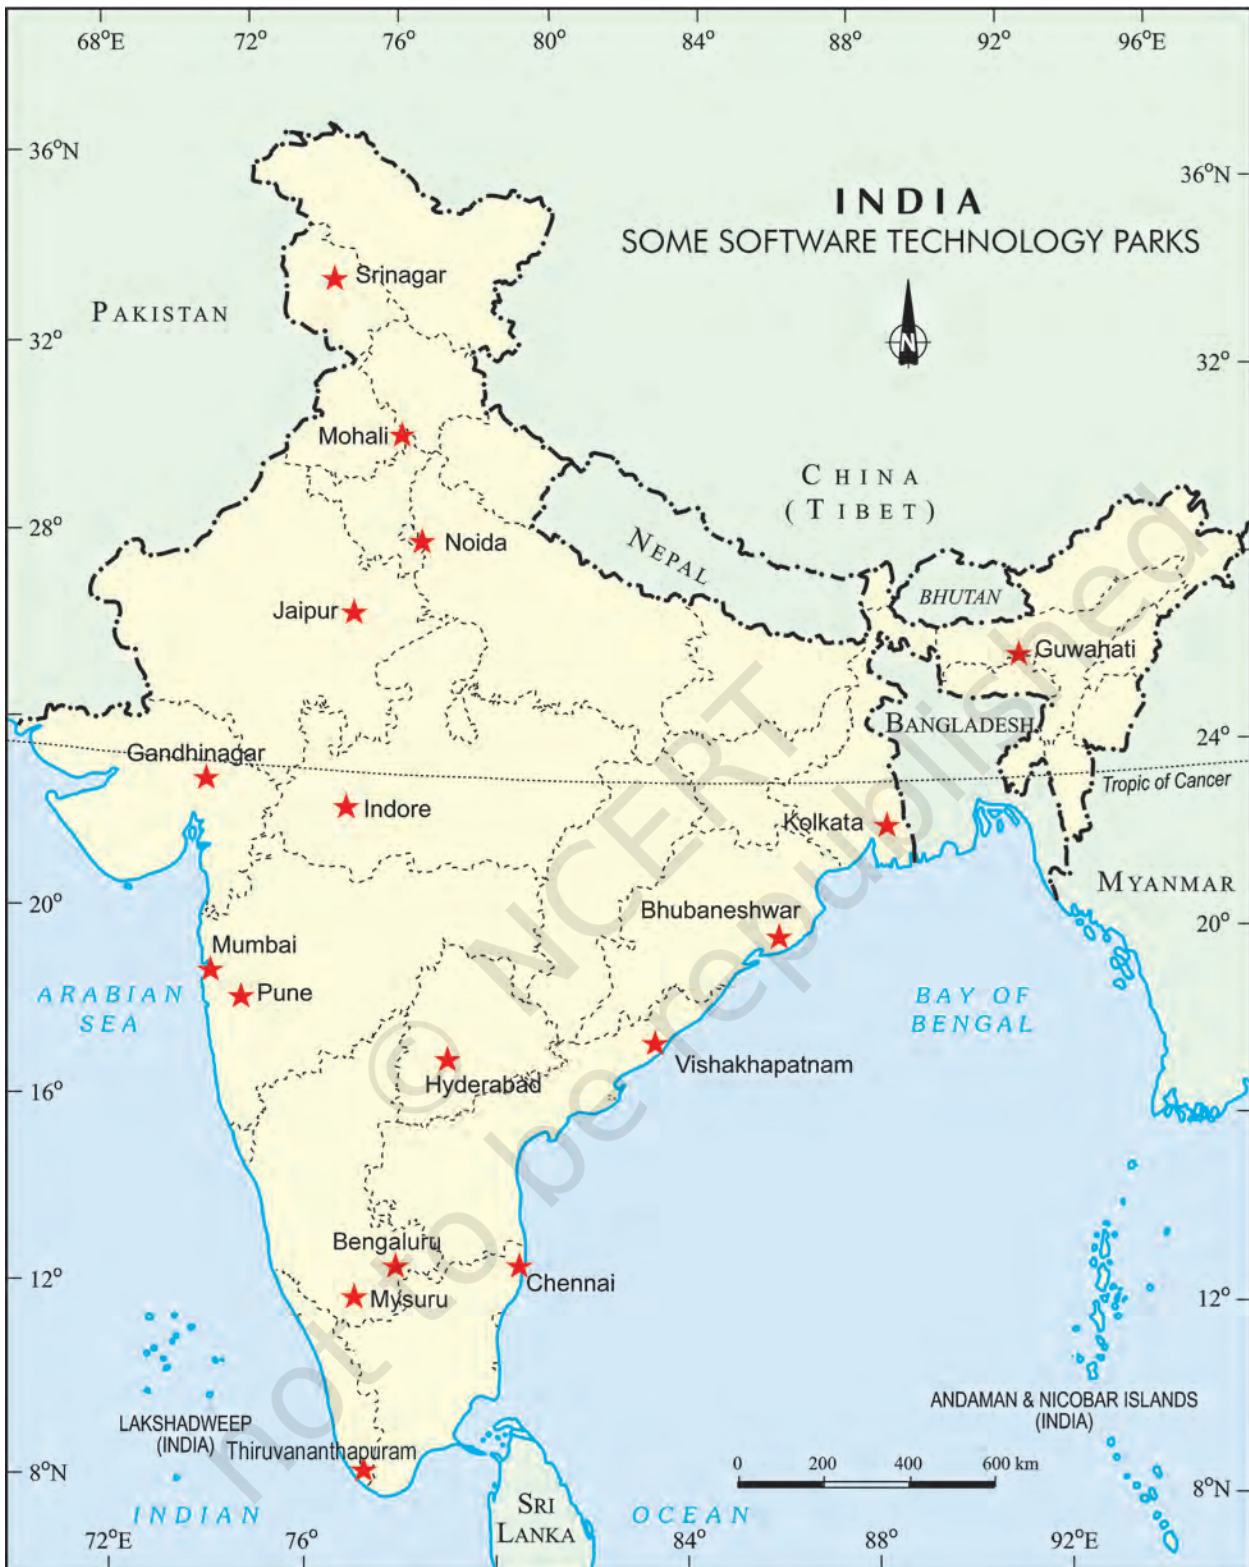 68°E 72° 76° 80° 84° 88° 92° 96°E
36°N
36°N
INDIA
SOME SOFTWARE TECHNOLOGY PARKS
Srinagar
PAKISTAN
N
32°
32°
Mohali
CHINA
(TIBET)
28°
28°
Noida
NEPAL
BHUTAN
Jaipur
Guwahati
24°
BANGLADESH
Gandhinagar
Tropic of Cancer
Indore
Kolkata
MYANMAR
20°
20°
Bhubaneshwar
Mumbai
Pune
ARABIAN
SEA
BAY OF
BENGAL
Vishakhapatnam
Hyderabad
16°
© NCERT
not to be republished
Bengaluru
Chennai
12°
12°
Mysuru
LAKSHADWEEP
(INDIA)
ANDAMAN & NICOBAR ISLANDS
(INDIA)
Thiruvananthapuram
0 200 400 600 km
8°N
8°N
SRI
LANKA
INDIAN OCEAN
72°E 76° 84° 88° 92°E